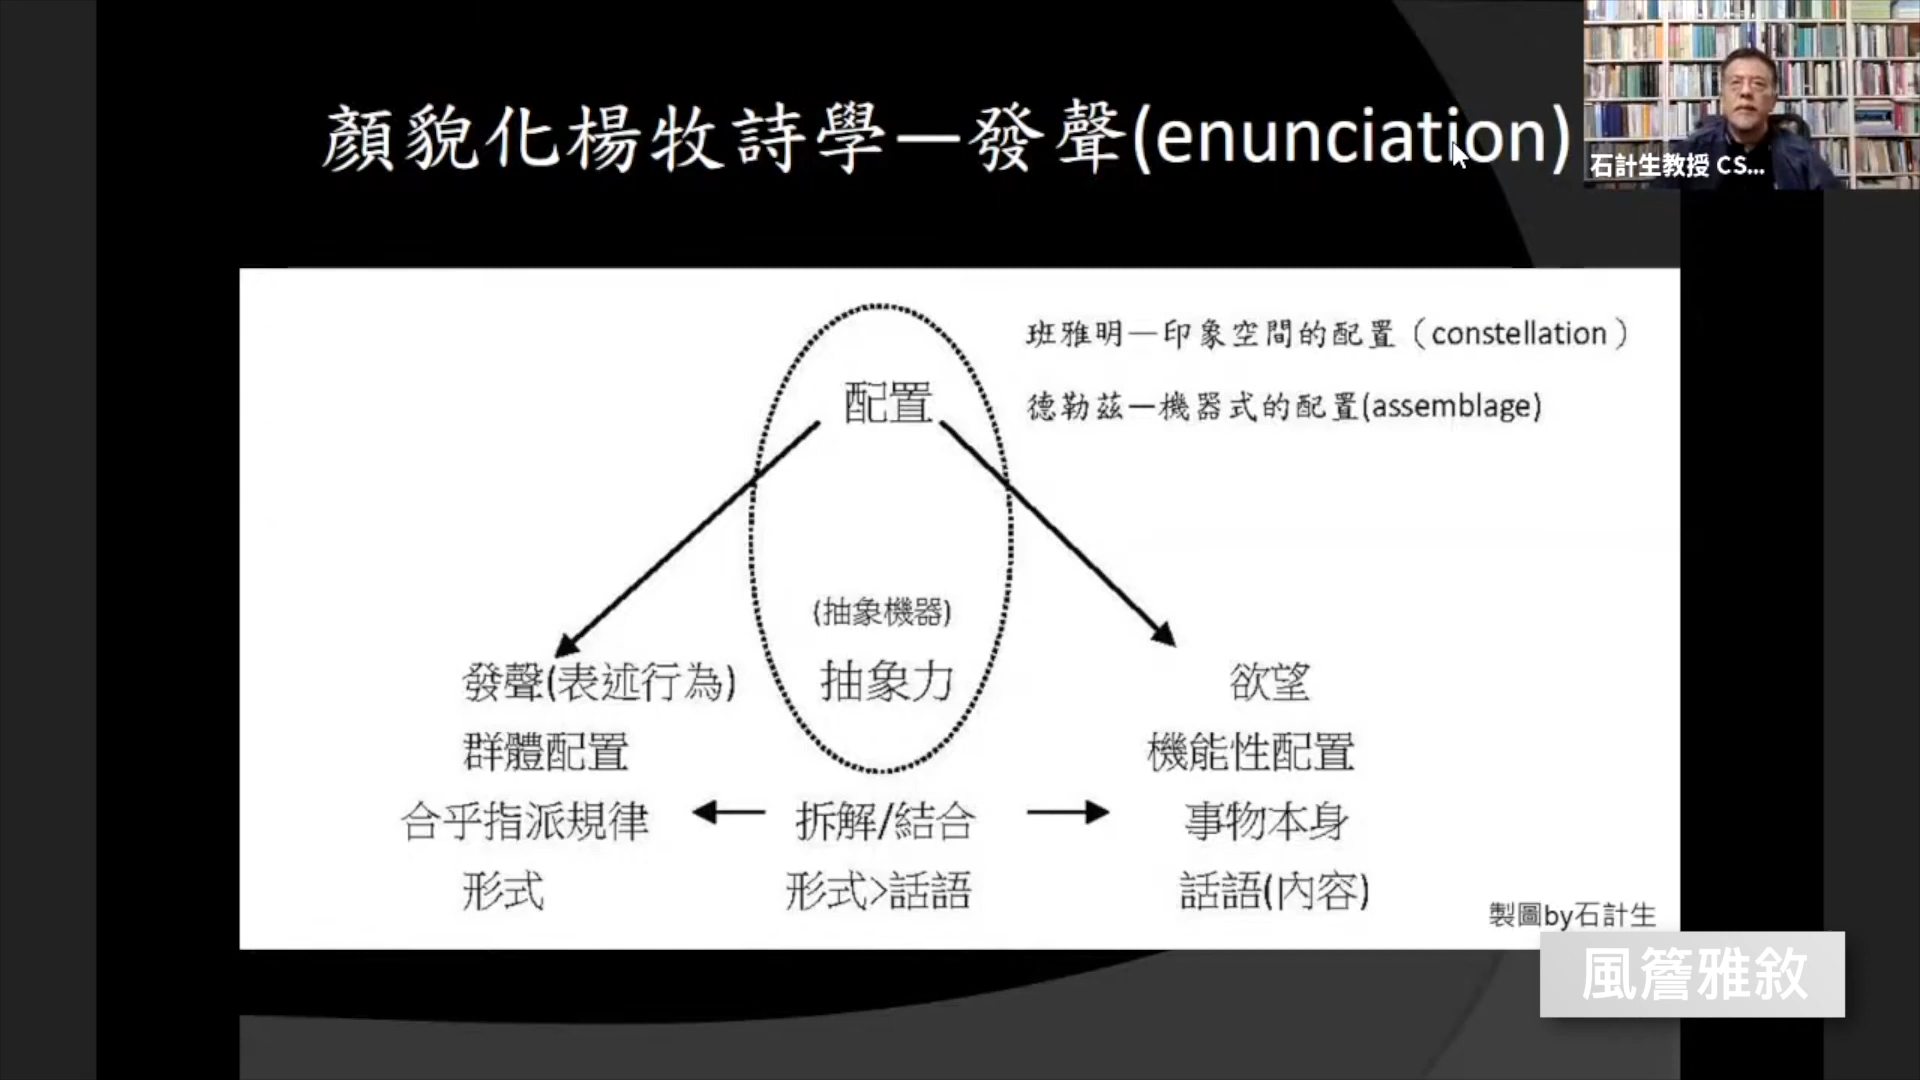 顏貌化楊牧詩學—發聲(enunciation)
石計生教授 CS...
班雅明—印象空間的配置（constellation）
配置
德勒茲—機器式的配置(assemblage)
(抽象機器)
發聲(表述行為)
抽象力
欲望
群體配置
機能性配置
合乎指派規律
拆解/結合
事物本身
形式
形式>話語
話語(內容)
製圖by石計生
風簷雅敘